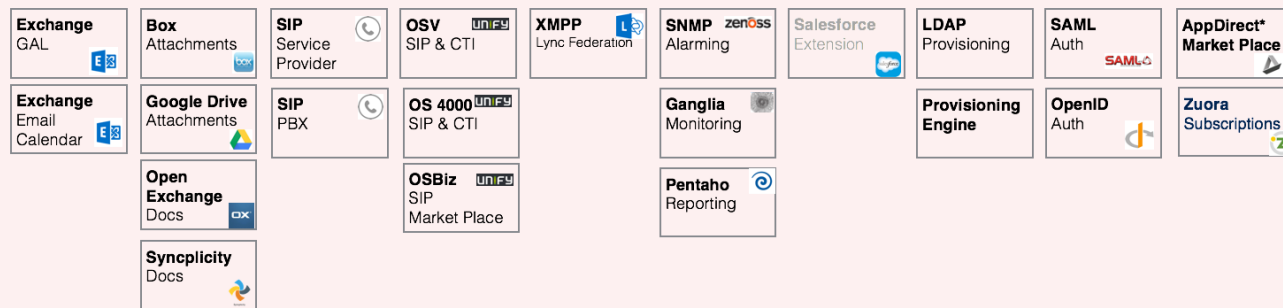 Exchange
GAL
Box
Attachments
box
SIP
Service
Provider
OSV UNIFY
SIP & CTI
XMPP
Lync Federation
SNMP zenoss
Alarming
Salesforce
Extension
salesforce
LDAP
Provisioning
SAML
Auth
SAML
AppDirect*
Market Place
Exchange
Email
Calendar
Google Drive
Attachments
SIP
PBX
OS 4000 UNIFY
SIP & CTI
Ganglia
Monitoring
Provisioning
Engine
OpenID
Auth
Zuora
Subscriptions
Z
Open
Exchange
Docs
OX
OSBiz UNIFY
SIP
Market Place
Pentaho
Reporting
Syncplicity
Docs